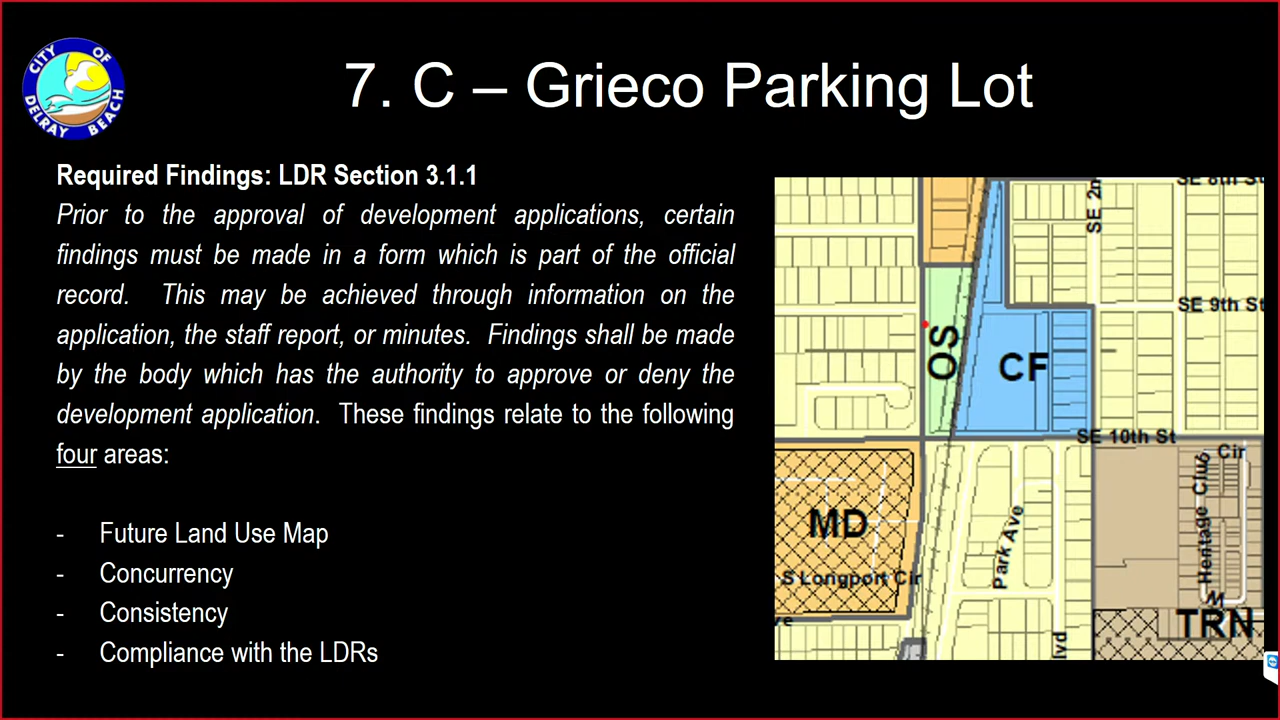 CITY OF
DELRAY BEACH
7. C – Grieco Parking Lot
Required Findings: LDR Section 3.1.1
Prior to the approval of development applications, certain
findings must be made in a form which is part of the official
record. This may be achieved through information on the
application, the staff report, or minutes. Findings shall be made
by the body which has the authority to approve or deny the
development application. These findings relate to the following
four areas:
- Future Land Use Map
- Concurrency
- Consistency
- Compliance with the LDRs
SE 8th St
SE 2n
SE 9th St
OS
CF
SE 10th St
Cir
Heritage Club
MD
Park Ave
S Longport Cir
TRN
lvd